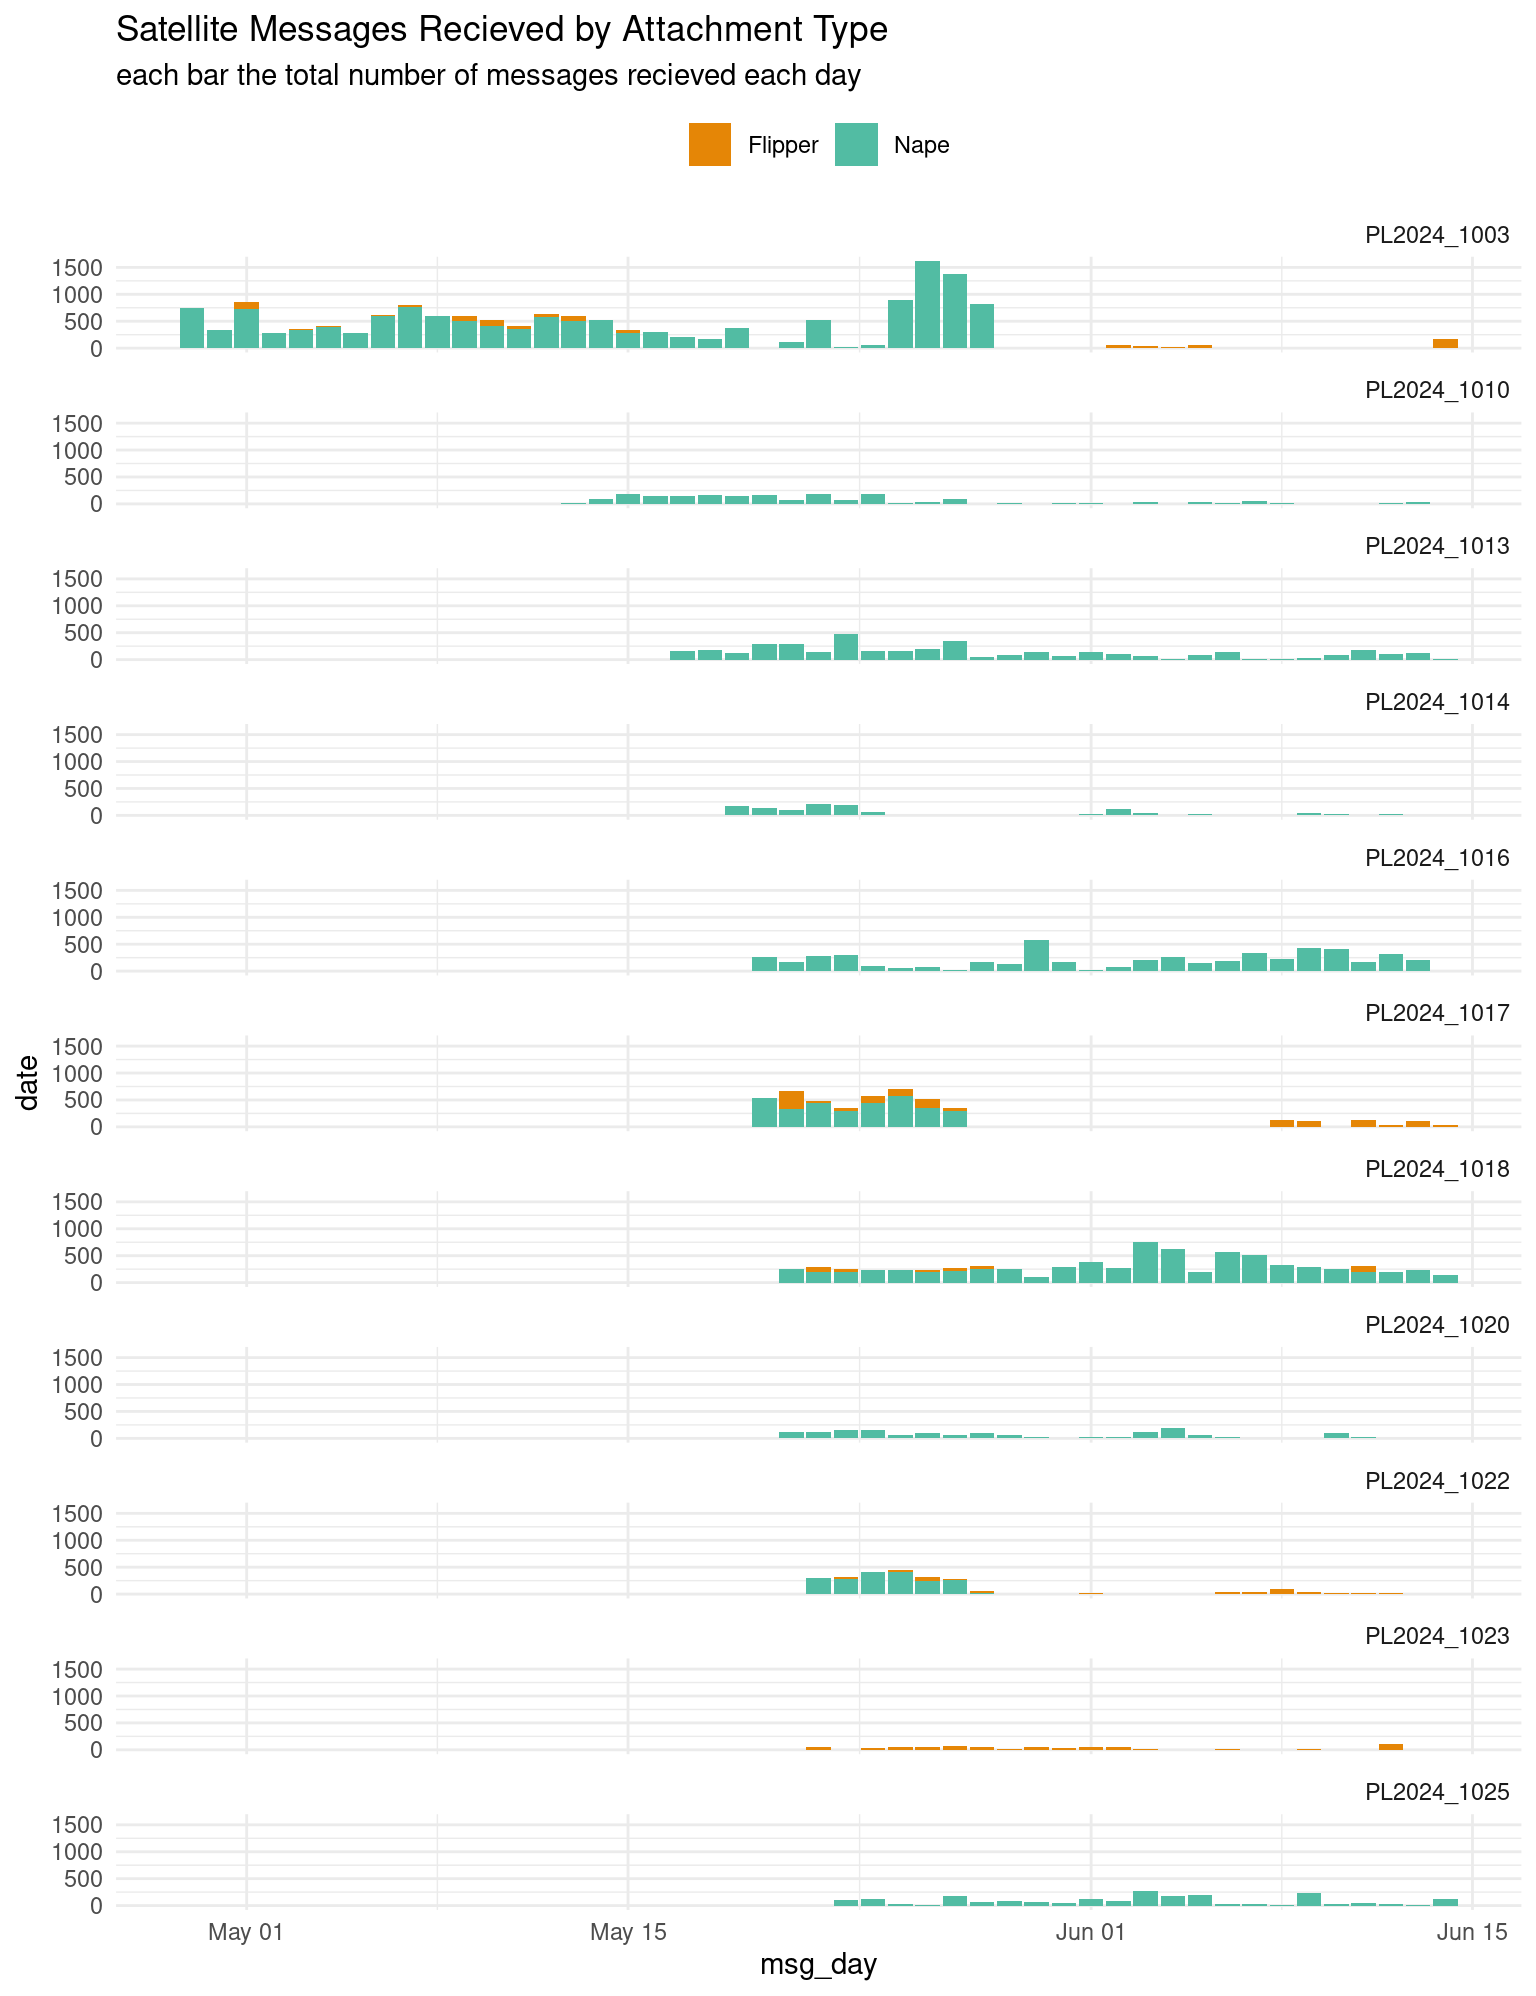 Satellite Messages Recieved by Attachment Type
each bar the total number of messages recieved each day
Flipper
Nape
PL2024_1003
1500
1000
500
0
PL2024_1010
1500
1000
500
0
PL2024_1013
1500
1000
500
0
PL2024_1014
1500
1000
500
0
PL2024_1016
1500
1000
500
0
PL2024_1017
1500
1000
500
0
date
PL2024_1018
1500
1000
500
0
PL2024_1020
1500
1000
500
0
PL2024_1022
1500
1000
500
0
PL2024_1023
1500
1000
500
0
PL2024_1025
1500
1000
500
0
May 01
May 15
Jun 01
Jun 15
msg_day